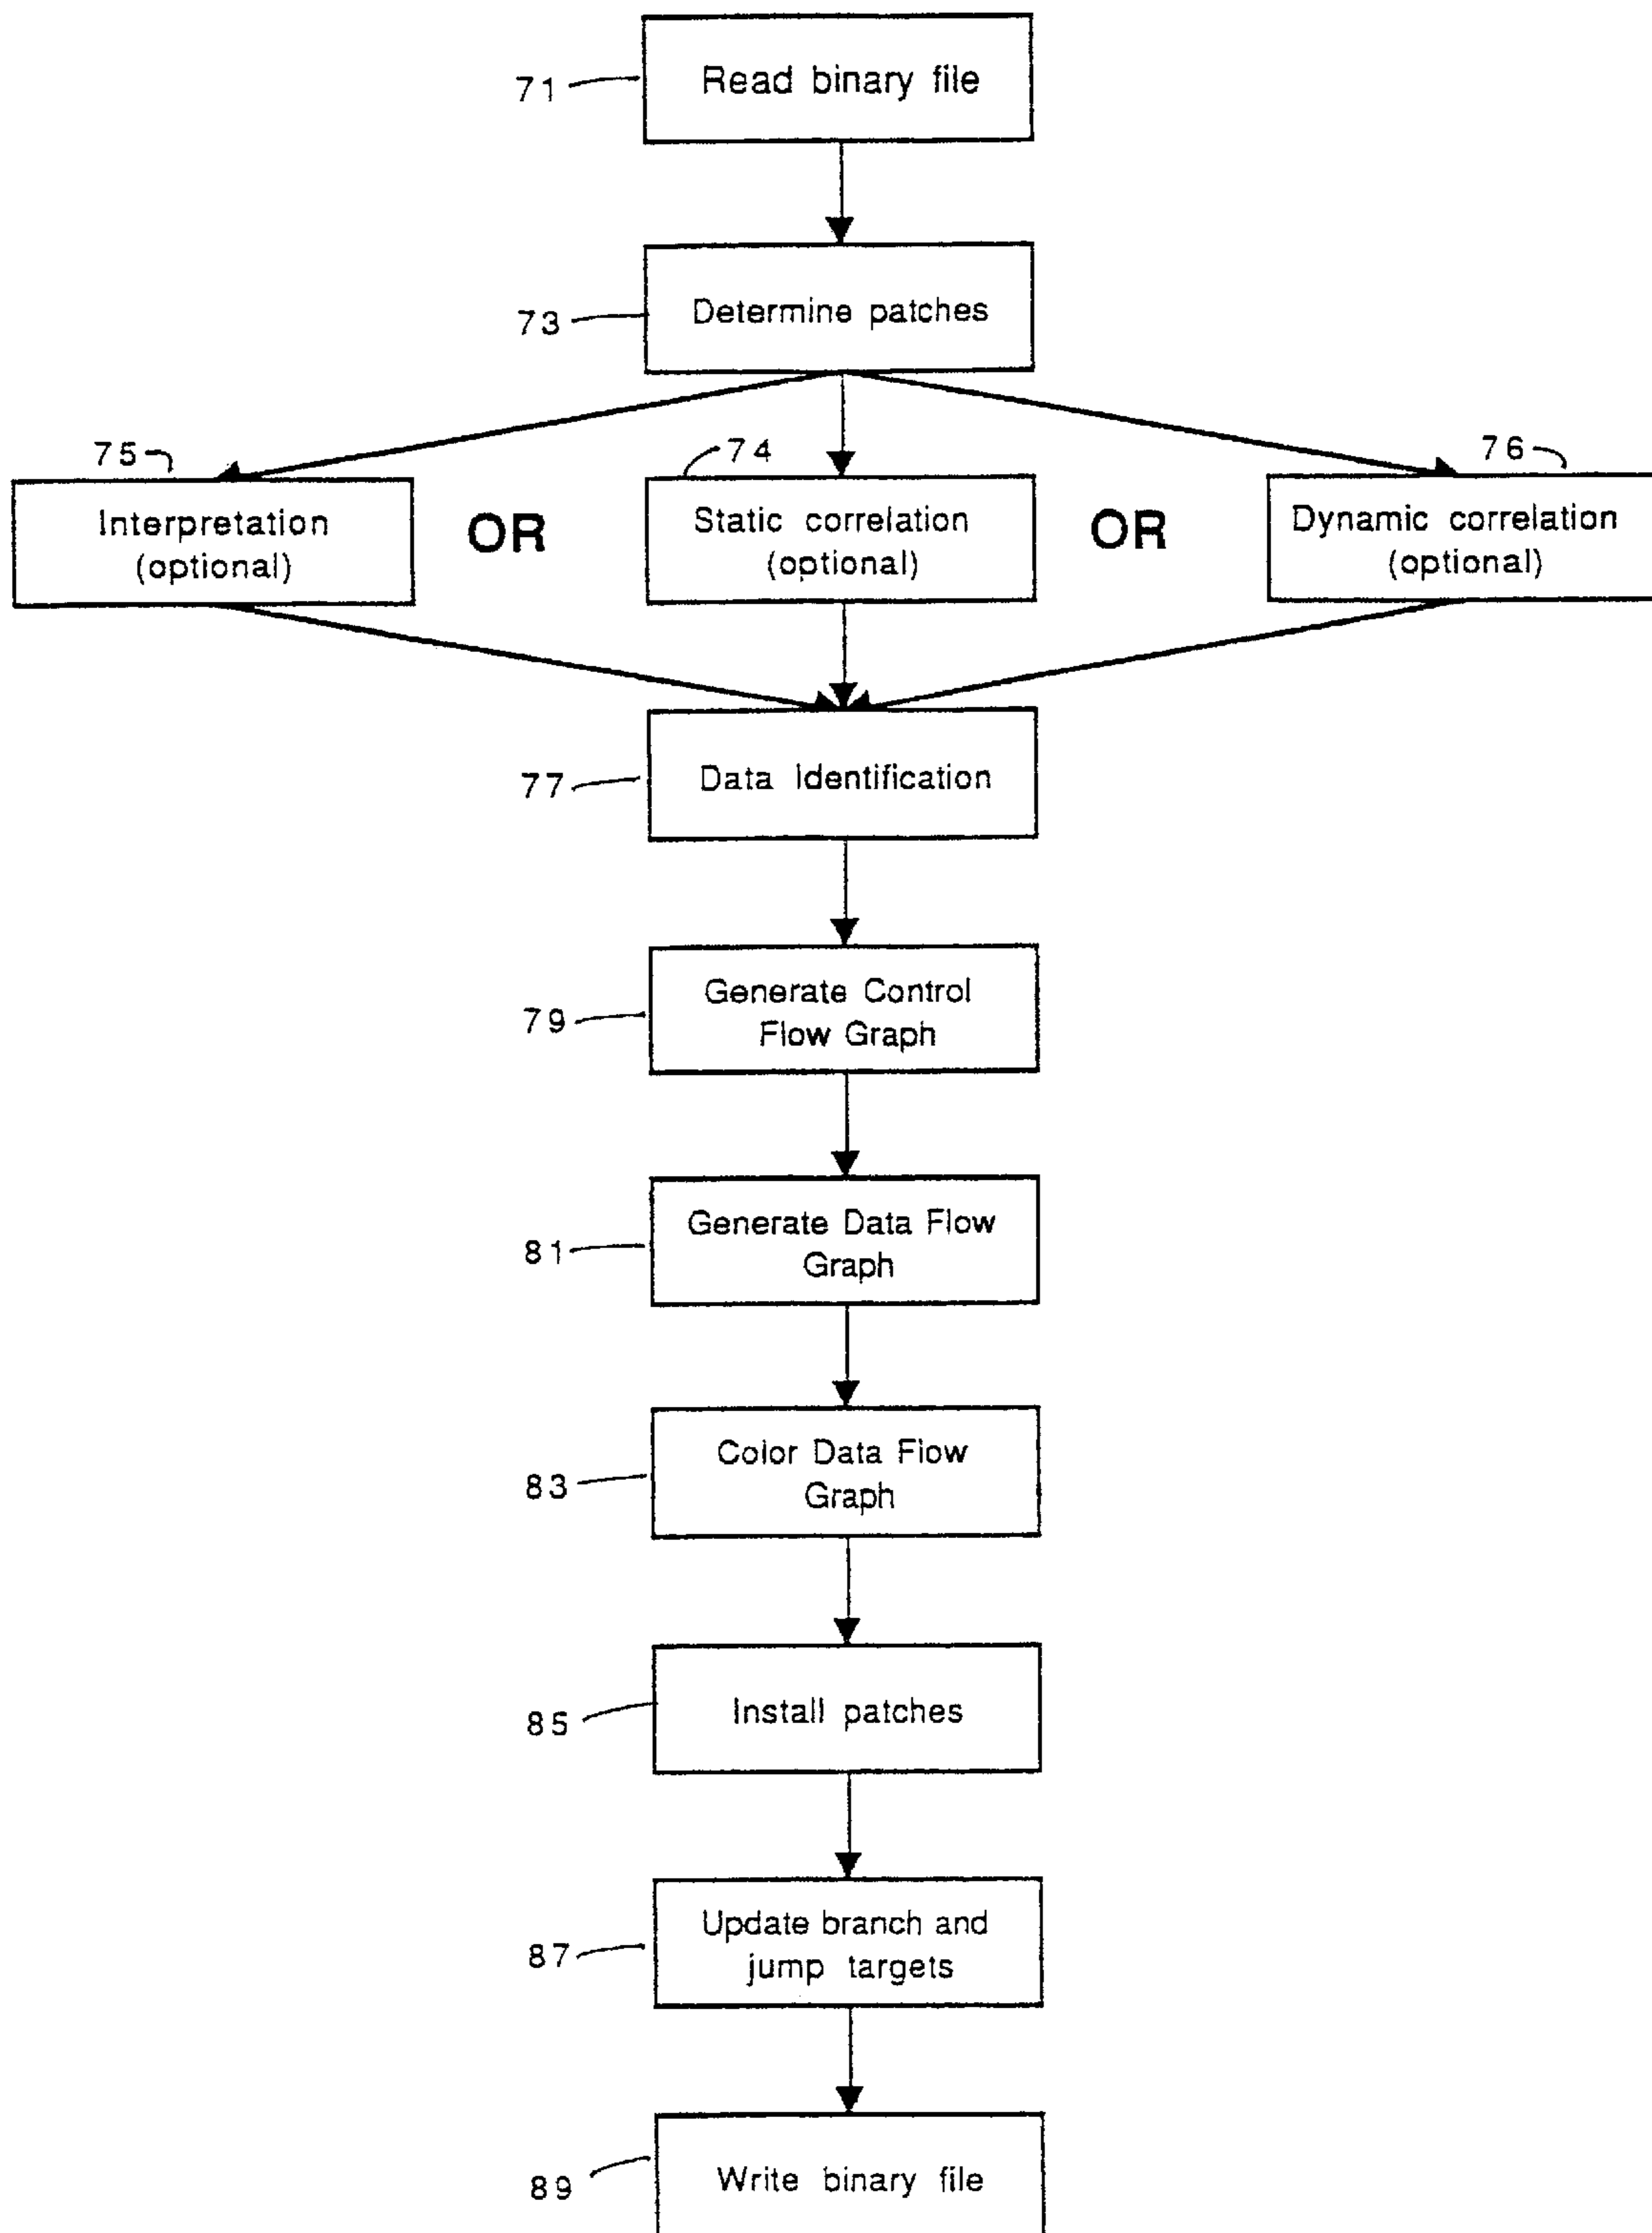 71
Read binary file
73
Determine patches
75
Interpretation
(optional)
OR
74
Static correlation
(optional)
OR
76
Dynamic correlation
(optional)
77
Data Identification
79
Generate Control
Flow Graph
81
Generate Data Flow
Graph
83
Color Data Flow
Graph
85
Install patches
87
Update branch and
jump targets
89
Write binary file